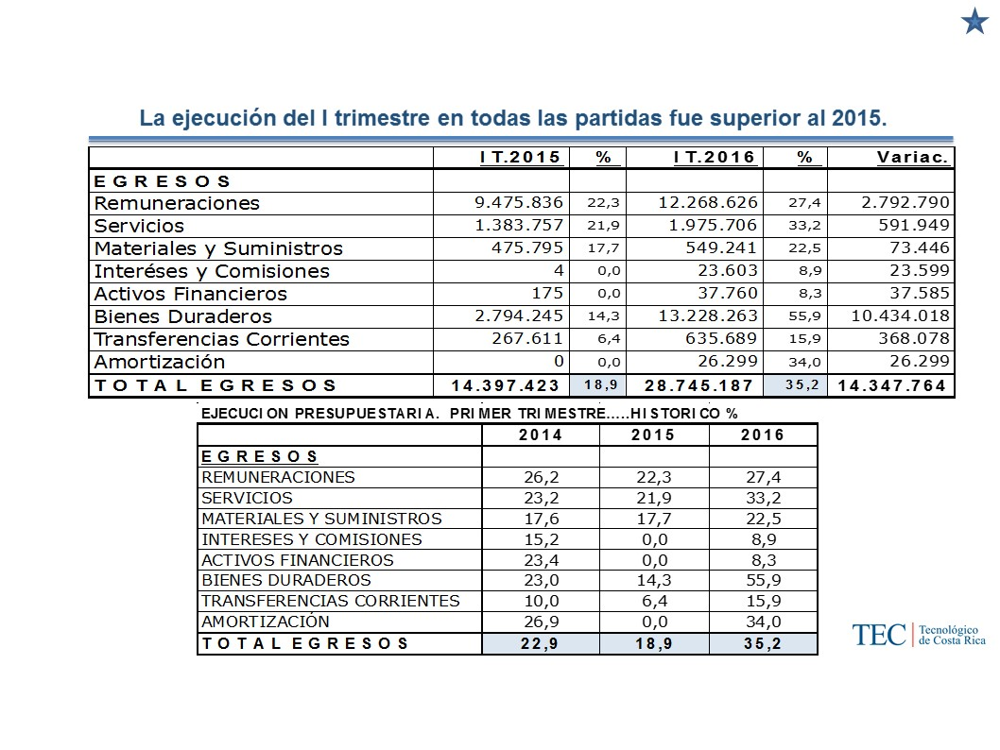 La ejecución del I trimestre en todas las partidas fue superior al 2015.
I T.2015 % I T.2016 % Variac.
EGRESOS
Remuneraciones 9.475.836 22,3 12.268.626 27,4 2.792.790
Servicios 1.383.757 21,9 1.975.706 33,2 591.949
Materiales y Suministros 475.795 17,7 549.241 22,5 73.446
Interéses y Comisiones 4 0,0 23.603 8,9 23.599
Activos Financieros 175 0,0 37.760 8,3 37.585
Bienes Duraderos 2.794.245 14,3 13.228.263 55,9 10.434.018
Transferencias Corrientes 267.611 6,4 635.689 15,9 368.078
Amortización 0 0,0 26.299 34,0 26.299
TOTAL EGRESOS 14.397.423 18,9 28.745.187 35,2 14.347.764
EJECUCION PRESUPUESTARIA. PRIMER TRIMESTRE.....HISTORICO %
2014 2015 2016
EGRESOS
REMUNERACIONES 26,2 22,3 27,4
SERVICIOS 23,2 21,9 33,2
MATERIALES Y SUMINISTROS 17,6 17,7 22,5
INTERESES Y COMISIONES 15,2 0,0 8,9
ACTIVOS FINANCIEROS 23,4 0,0 8,3
BIENES DURADEROS 23,0 14,3 55,9
TRANSFERENCIAS CORRIENTES 10,0 6,4 15,9
AMORTIZACIÓN 26,9 0,0 34,0
TOTAL EGRESOS 22,9 18,9 35,2
TEC Tecnológico
de Costa Rica